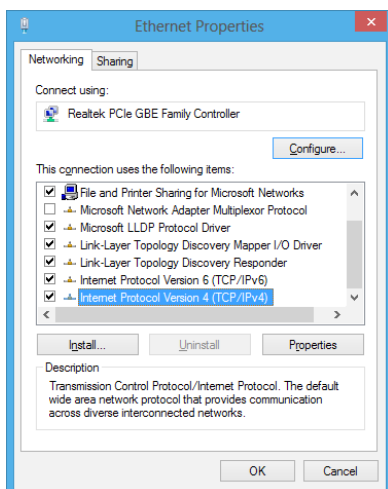 Ethernet Properties
Networking
Sharing
Connect using:
Realtek PCIe GBE Family Controller
Configure...
This connection uses the following items:
File and Printer Sharing for Microsoft Networks
Microsoft Network Adapter Multiplexor Protocol
Microsoft LLDP Protocol Driver
Link-Layer Topology Discovery Mapper I/O Driver
Link-Layer Topology Discovery Responder
Internet Protocol Version 6 (TCP/IPv6)
Internet Protocol Version 4 (TCP/IPv4)
Install...
Uninstall
Properties
Description
Transmission Control Protocol/Internet Protocol. The default
wide area network protocol that provides communication
across diverse interconnected networks.
OK
Cancel